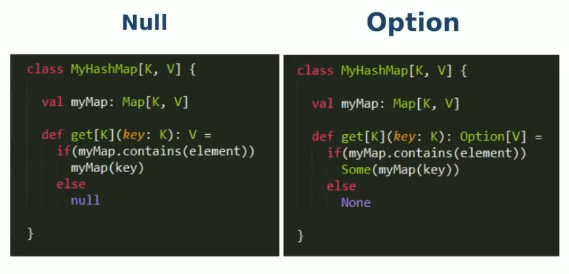 Null
class MyHashMap[K, V] {
val myMap: Map[K, V]
def get[K](key: K): V =
if(myMap.contains(element))
myMap(key)
else
null
}
Option
class MyHashMap[K, V] {
val myMap: Map[K, V]
def get[K](key: K): Option[V] =
if(myMap.contains(element))
Some(myMap(key))
else
None
}